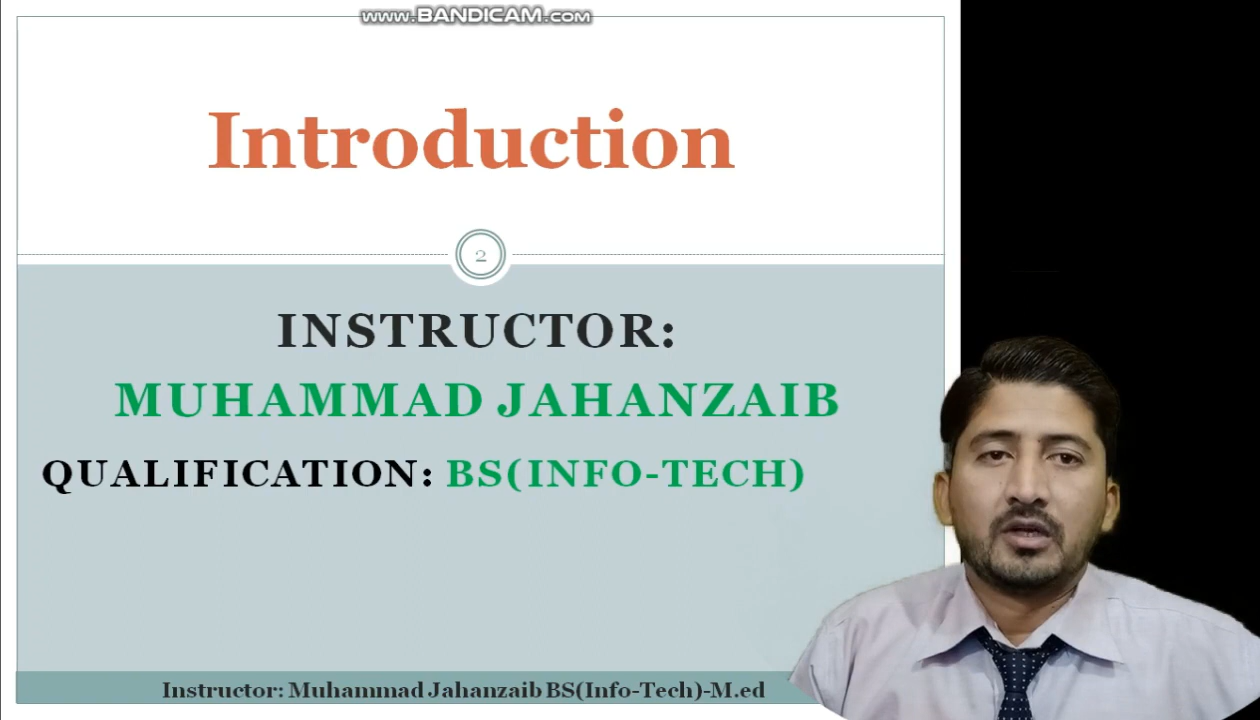 www.BANDICAM.com
Introduction
2
INSTRUCTOR:
MUHAMMAD JAHANZAIB
QUALIFICATION: BS(INFO-TECH)
Instructor: Muhammad Jahanzaib BS(Info-Tech)-M.ed